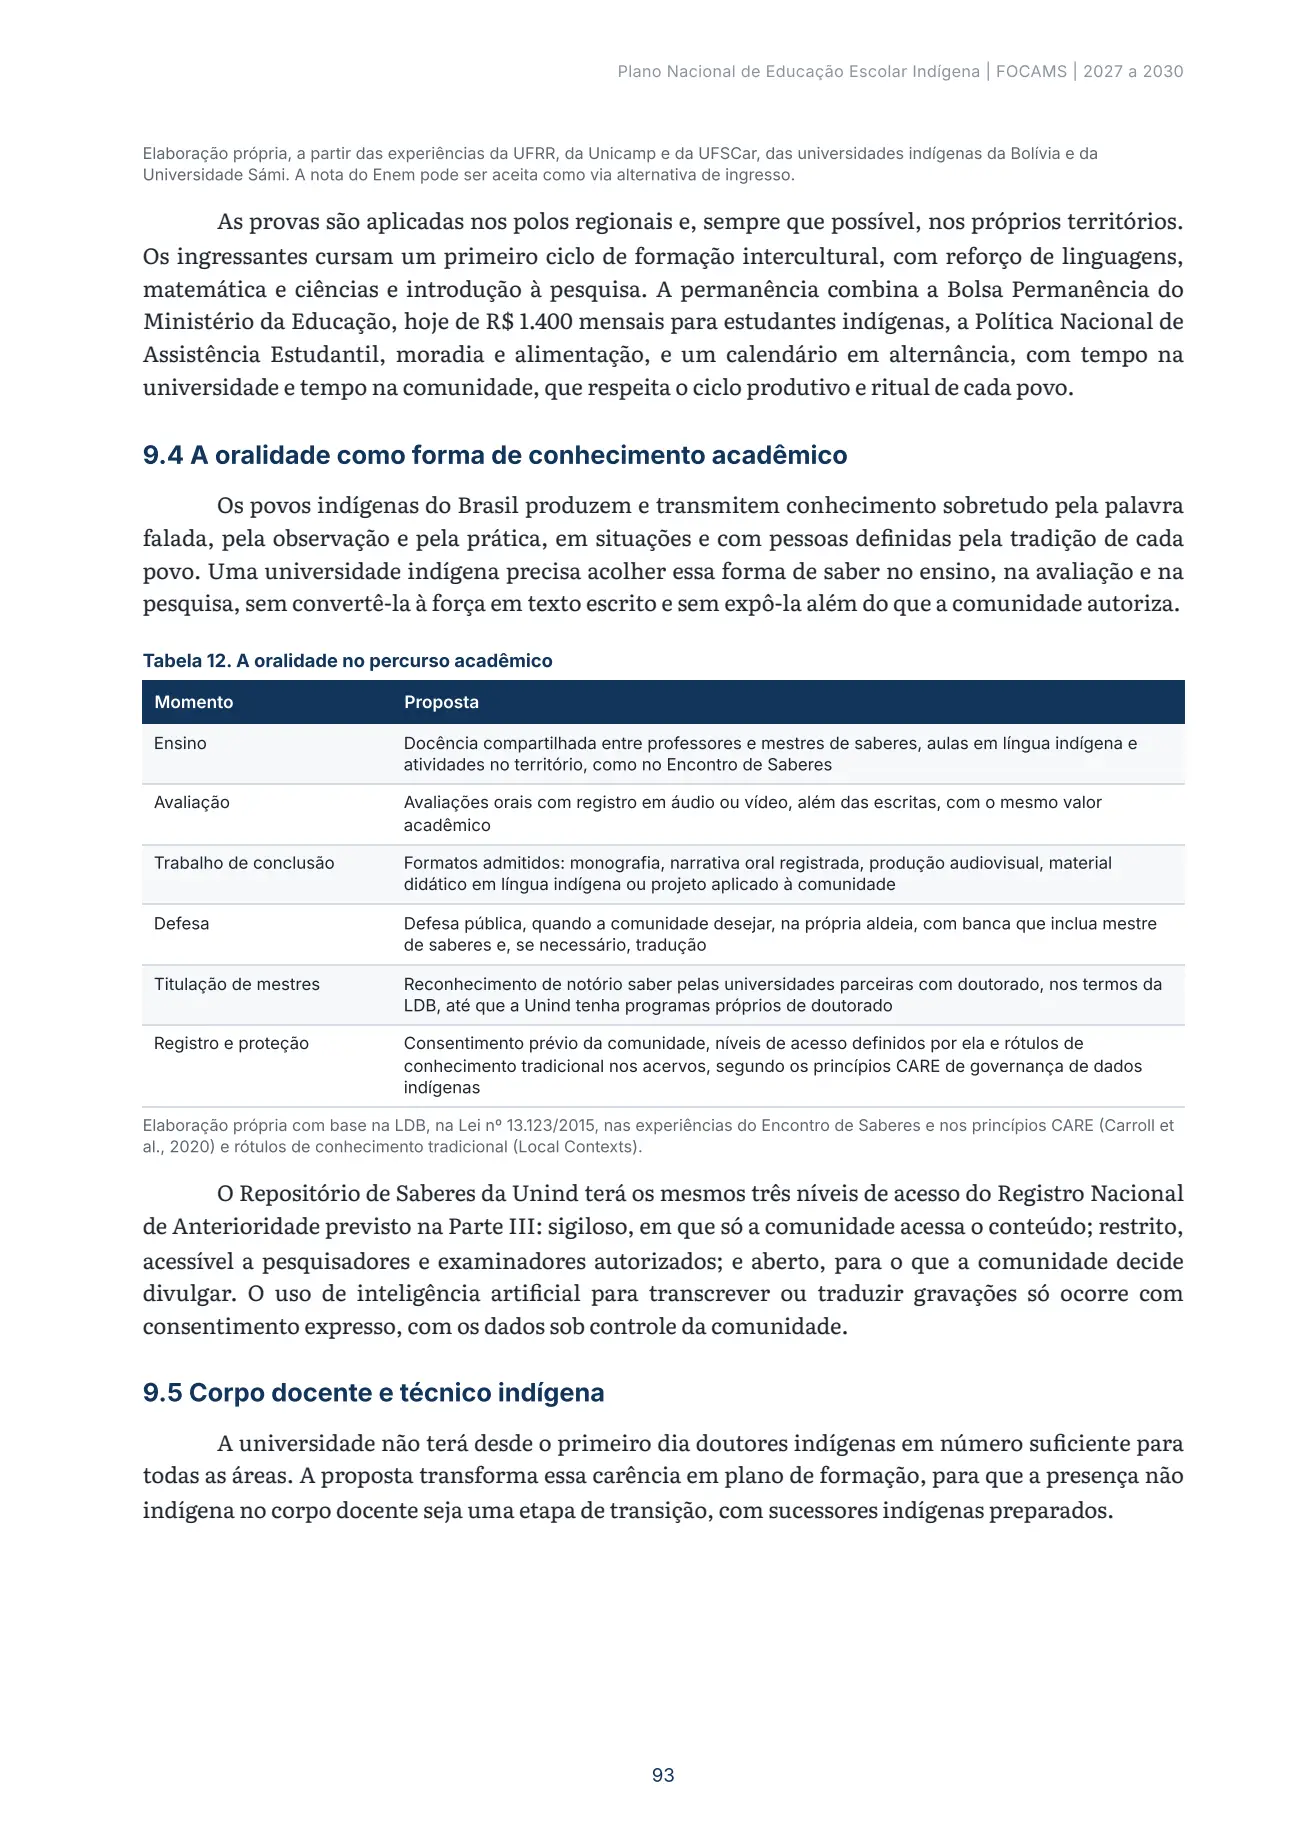 Plano Nacional de Educação Escolar Indígena | FOCAMS | 2027 a 2030
Elaboração própria, a partir das experiências da UFRR, da Unicamp e da UFSCar, das universidades indígenas da Bolívia e da
Universidade Sámi. A nota do Enem pode ser aceita como via alternativa de ingresso.
As provas são aplicadas nos polos regionais e, sempre que possível, nos próprios territórios.
Os ingressantes cursam um primeiro ciclo de formação intercultural, com reforço de linguagens,
matemática e ciências e introdução à pesquisa. A permanência combina a Bolsa Permanência do
Ministério da Educação, hoje de R$ 1.400 mensais para estudantes indígenas, a Política Nacional de
Assistência Estudantil, moradia e alimentação, e um calendário em alternância, com tempo na
universidade e tempo na comunidade, que respeita o ciclo produtivo e ritual de cada povo.
9.4 A oralidade como forma de conhecimento acadêmico
Os povos indígenas do Brasil produzem e transmitem conhecimento sobretudo pela palavra
falada, pela observação e pela prática, em situações e com pessoas definidas pela tradição de cada
povo. Uma universidade indígena precisa acolher essa forma de saber no ensino, na avaliação e na
pesquisa, sem convertê-la à força em texto escrito e sem expô-la além do que a comunidade autoriza.
Tabela 12. A oralidade no percurso acadêmico
Momento Proposta
Ensino Docência compartilhada entre professores e mestres de saberes, aulas em língua indígena e
atividades no território, como no Encontro de Saberes
Avaliação Avaliações orais com registro em áudio ou vídeo, além das escritas, com o mesmo valor
acadêmico
Trabalho de conclusão Formatos admitidos: monografia, narrativa oral registrada, produção audiovisual, material
didático em língua indígena ou projeto aplicado à comunidade
Defesa Defesa pública, quando a comunidade desejar, na própria aldeia, com banca que inclua mestre
de saberes e, se necessário, tradução
Titulação de mestres Reconhecimento de notório saber pelas universidades parceiras com doutorado, nos termos da
LDB, até que a Unind tenha programas próprios de doutorado
Registro e proteção Consentimento prévio da comunidade, níveis de acesso definidos por ela e rótulos de
conhecimento tradicional nos acervos, segundo os princípios CARE de governança de dados
indígenas
Elaboração própria com base na LDB, na Lei nº 13.123/2015, nas experiências do Encontro de Saberes e nos princípios CARE (Carroll et
al., 2020) e rótulos de conhecimento tradicional (Local Contexts).
O Repositório de Saberes da Unind terá os mesmos três níveis de acesso do Registro Nacional
de Anterioridade previsto na Parte III: sigiloso, em que só a comunidade acessa o conteúdo; restrito,
acessível a pesquisadores e examinadores autorizados; e aberto, para o que a comunidade decide
divulgar. O uso de inteligência artificial para transcrever ou traduzir gravações só ocorre com
consentimento expresso, com os dados sob controle da comunidade.
9.5 Corpo docente e técnico indígena
A universidade não terá desde o primeiro dia doutores indígenas em número suficiente para
todas as áreas. A proposta transforma essa carência em plano de formação, para que a presença não
indígena no corpo docente seja uma etapa de transição, com sucessores indígenas preparados.
93